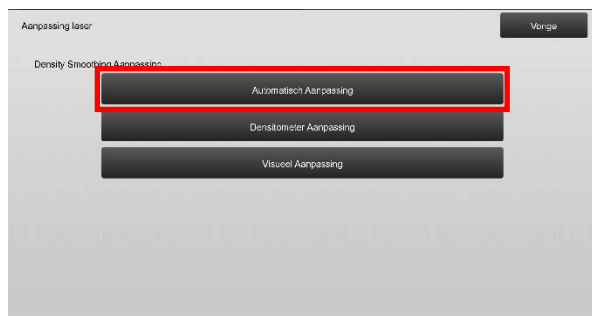 Aanpassing laser
Vorige
Density Smoothing Aanpassing
Automatisch Aanpassing
Densitometer Aanpassing
Visueel Aanpassing